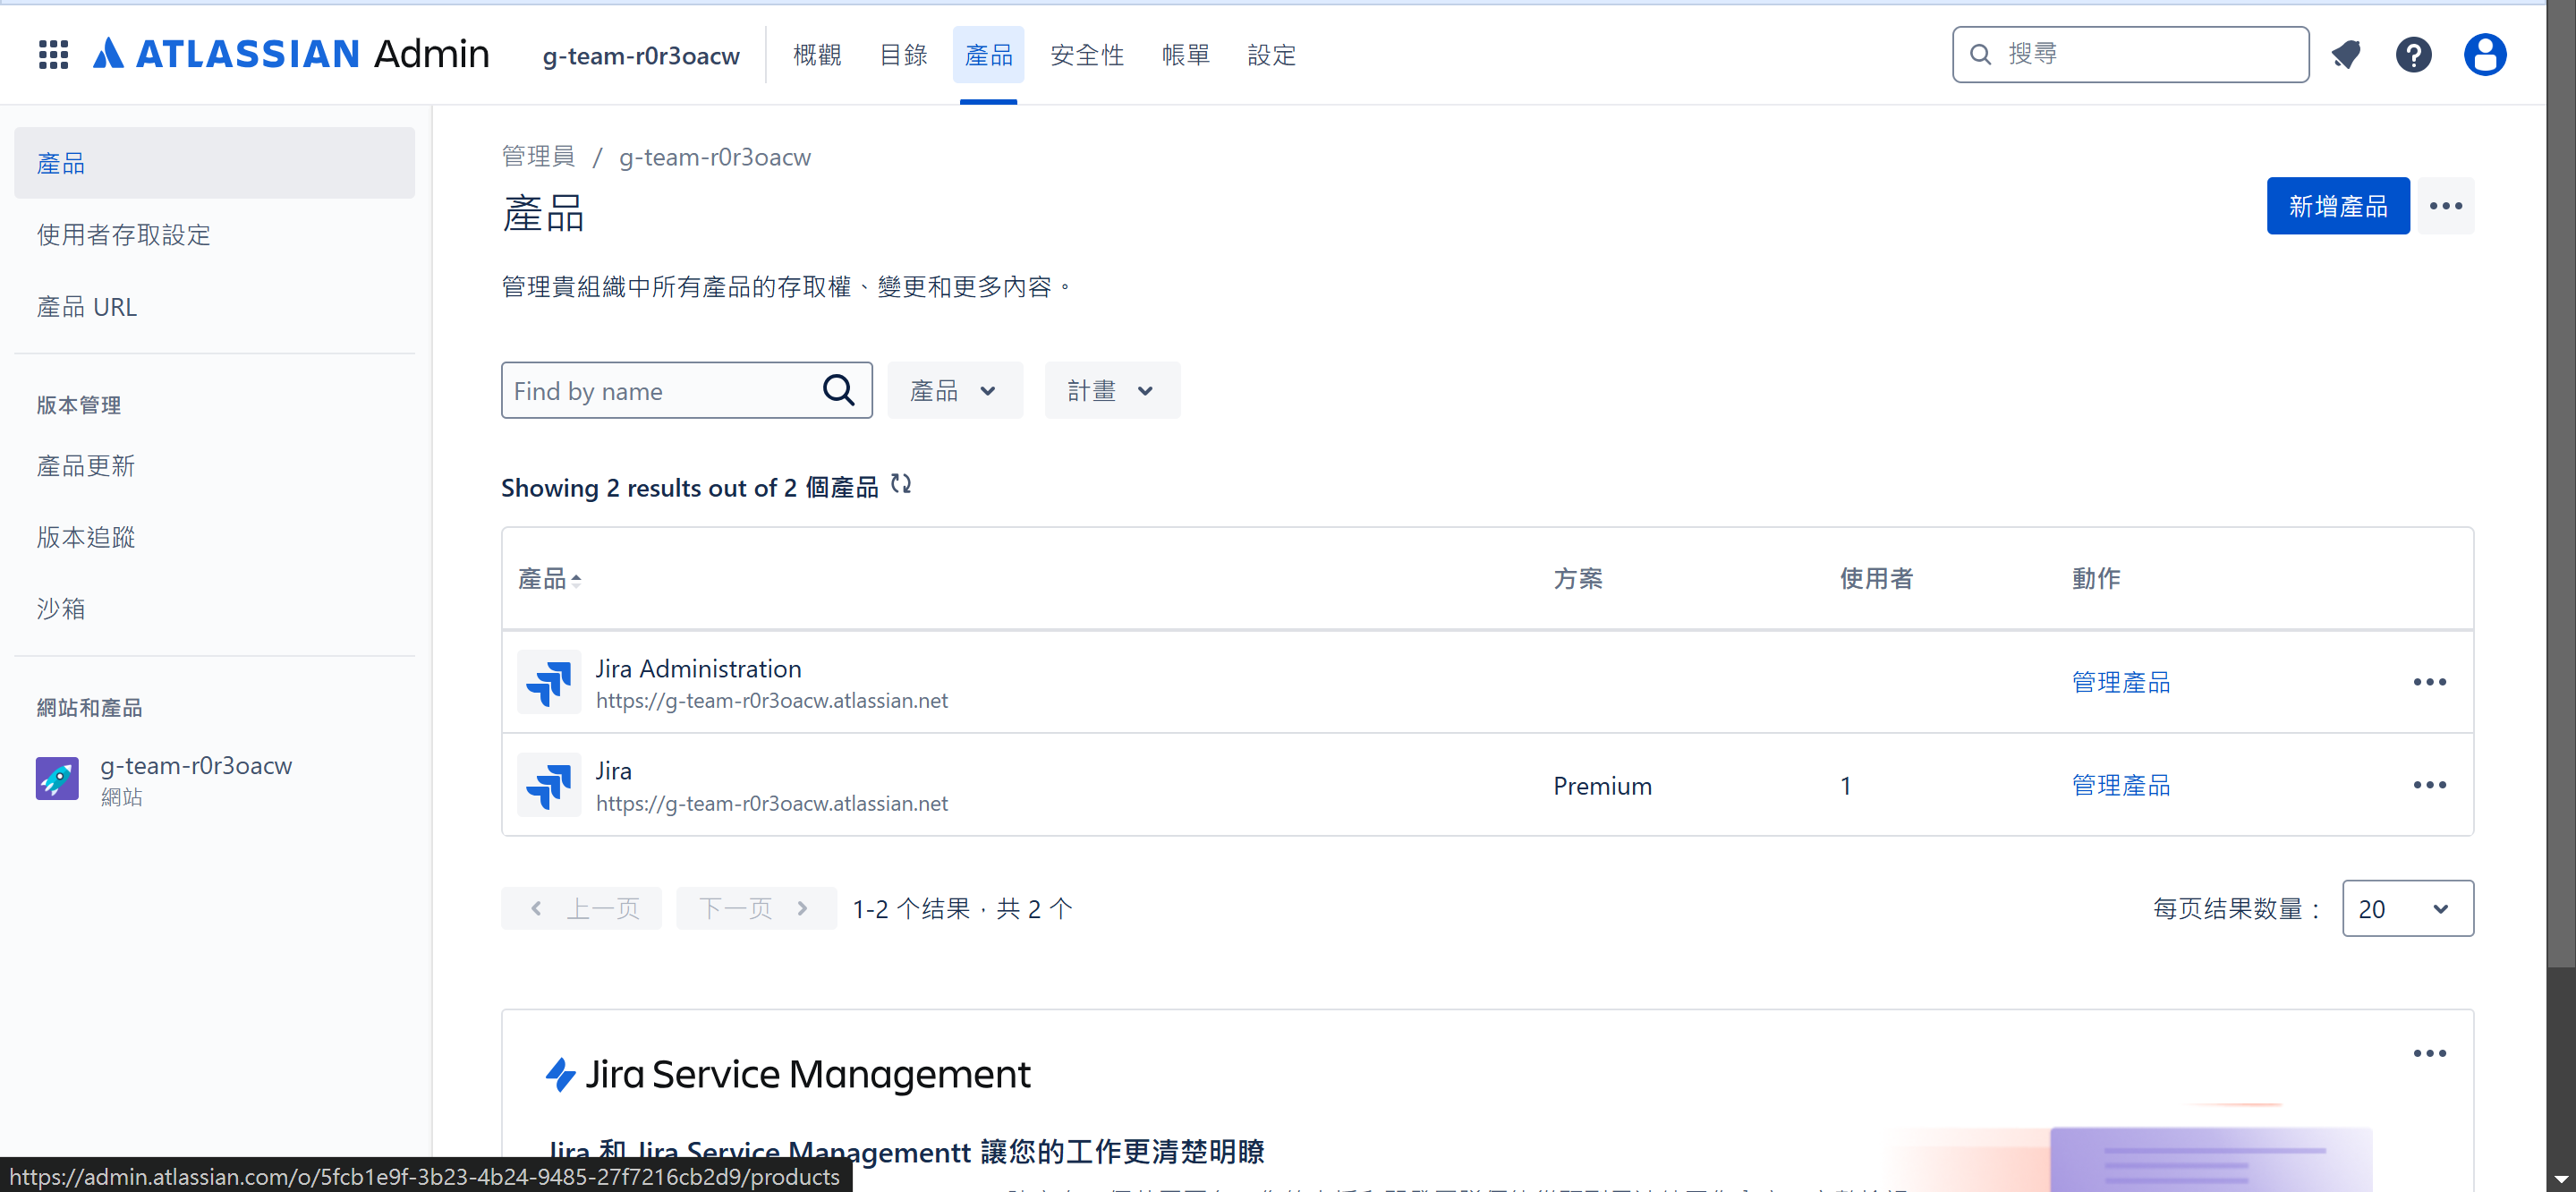 ATLASSIAN Admin
g-team-r0r3oacw
概觀
目錄
產品
安全性
帳單
設定
搜尋
產品
使用者存取設定
產品 URL
版本管理
產品更新
版本追蹤
沙箱
網站和產品
g-team-r0r3oacw
網站
管理員 / g-team-r0r3oacw
產品
新增產品
管理貴組織中所有產品的存取權、變更和更多內容。
Find by name
產品
計畫
Showing 2 results out of 2 個產品
產品 方案 使用者 動作
Jira Administration
https://g-team-r0r3oacw.atlassian.net
管理產品
Jira
https://g-team-r0r3oacw.atlassian.net
Premium 1 管理產品
上一页 下一页 1-2 个结果，共 2 个
每页结果数量： 20
Jira Service Management
Jira 和 Jira Service Managementt 讓您的工作更清楚明瞭
https://admin.atlassian.com/o/5fcb1e9f-3b23-4b24-9485-27f7216cb2d9/products